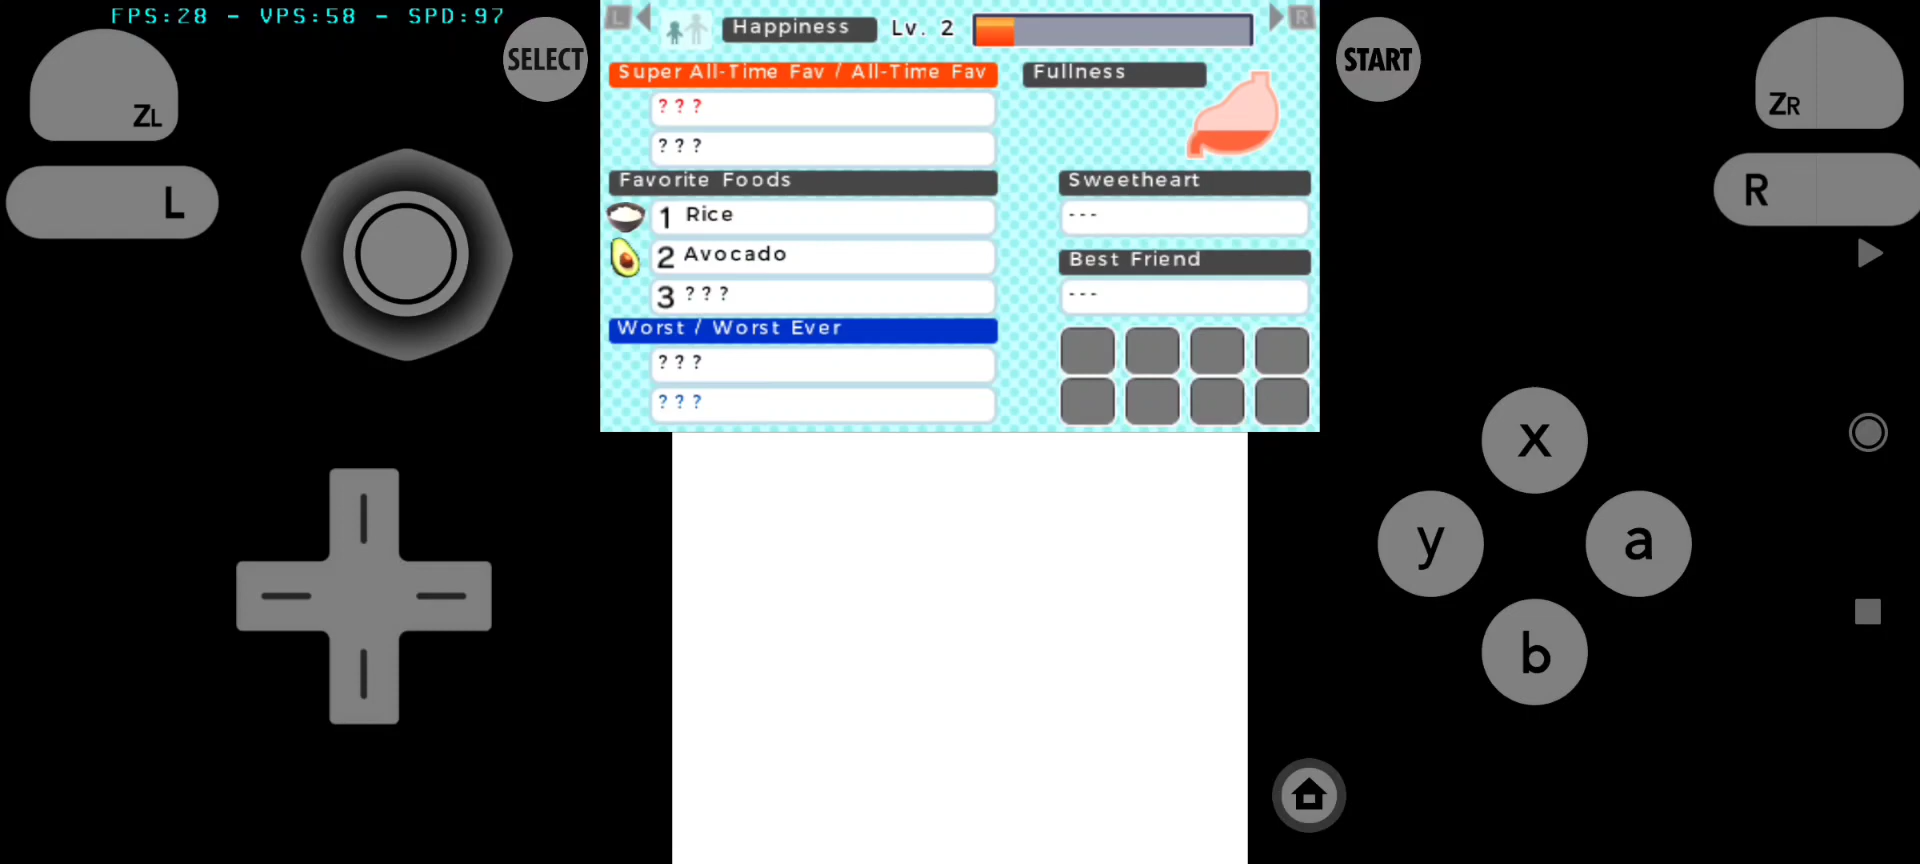 FPS:28 - VPS:58 - SPD:97
SELECT
START
ZL
ZR
L
R
L
R
Happiness
Lv. 2
Super All-Time Fav / All-Time Fav
? ? ?
? ? ?
Favorite Foods
1 Rice
2 Avocado
3 ? ? ?
Worst / Worst Ever
? ? ?
? ? ?
Fullness
Sweetheart
---
Best Friend
---
x
y
a
b